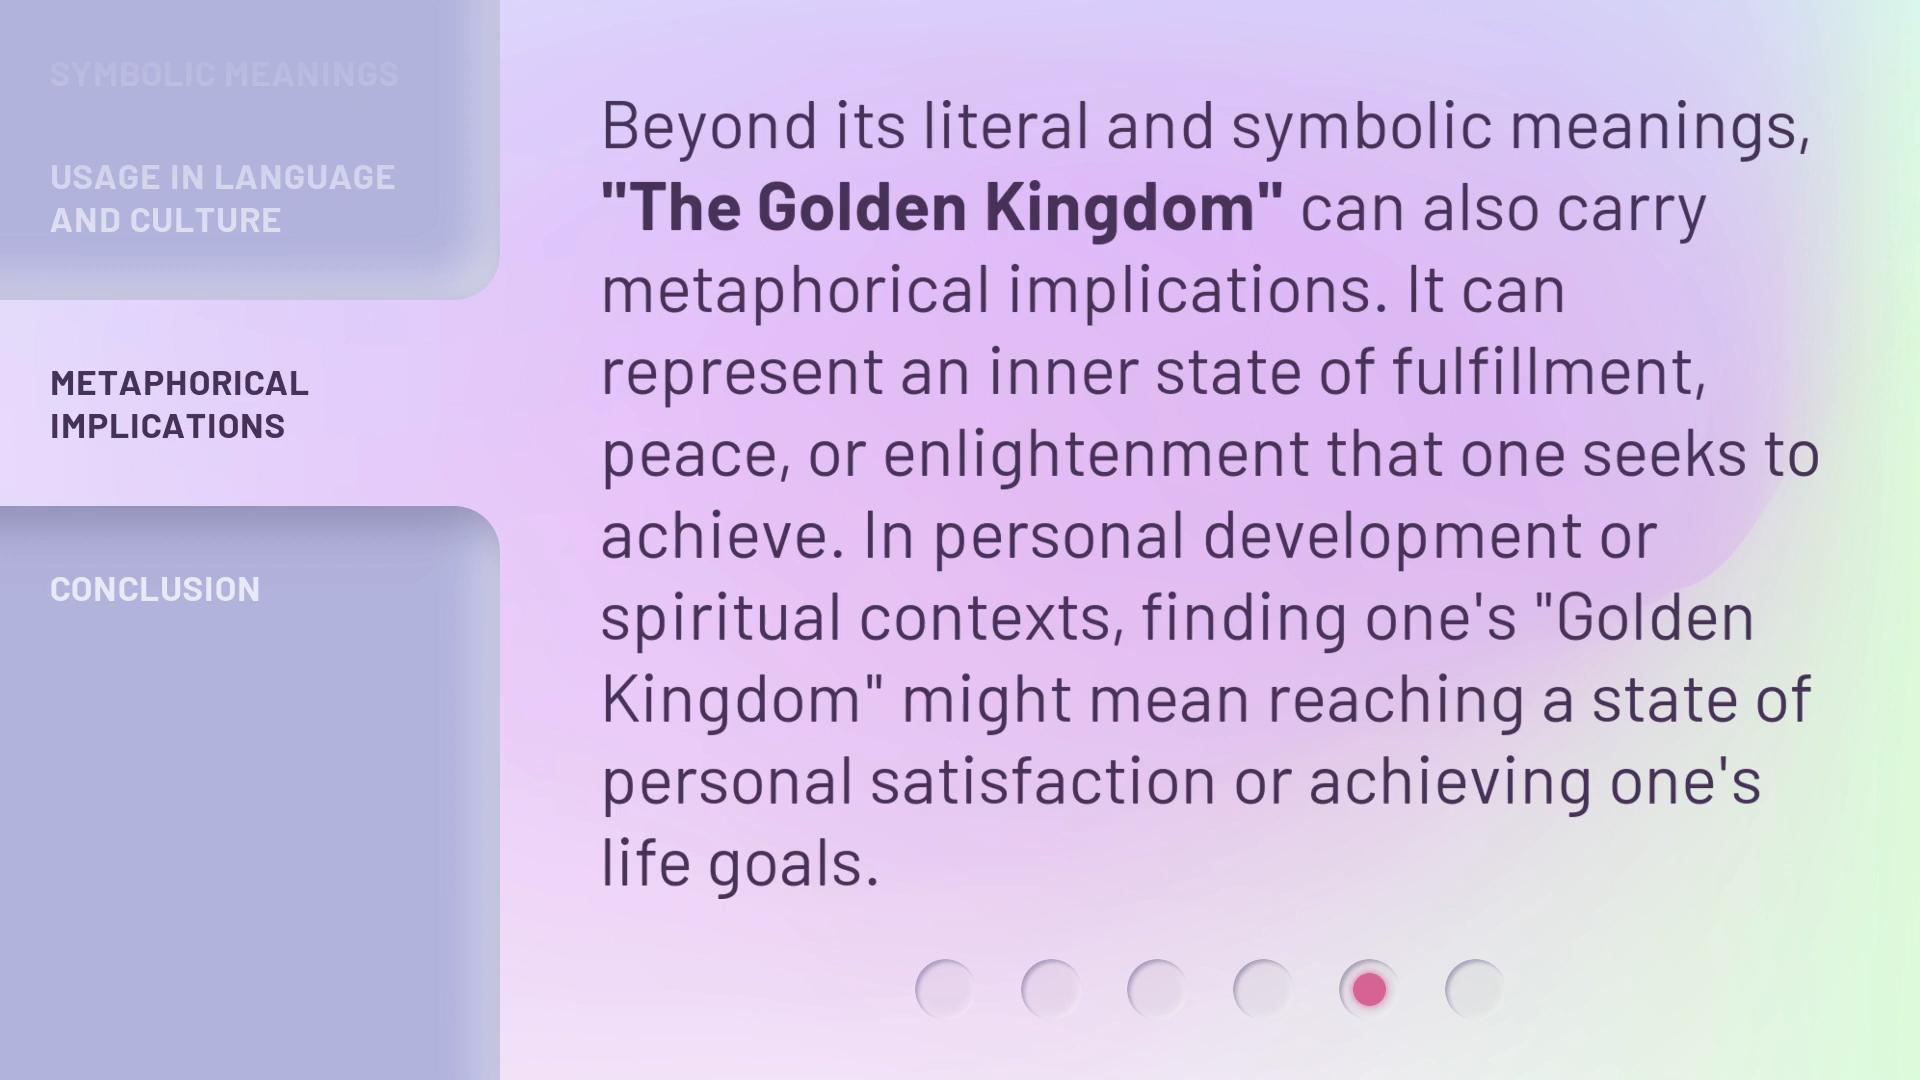 SYMBOLIC MEANINGS
USAGE IN LANGUAGE
AND CULTURE
METAPHORICAL
IMPLICATIONS
CONCLUSION
Beyond its literal and symbolic meanings,
"The Golden Kingdom" can also carry
metaphorical implications. It can
represent an inner state of fulfillment,
peace, or enlightenment that one seeks to
achieve. In personal development or
spiritual contexts, finding one's "Golden
Kingdom" might mean reaching a state of
personal satisfaction or achieving one's
life goals.